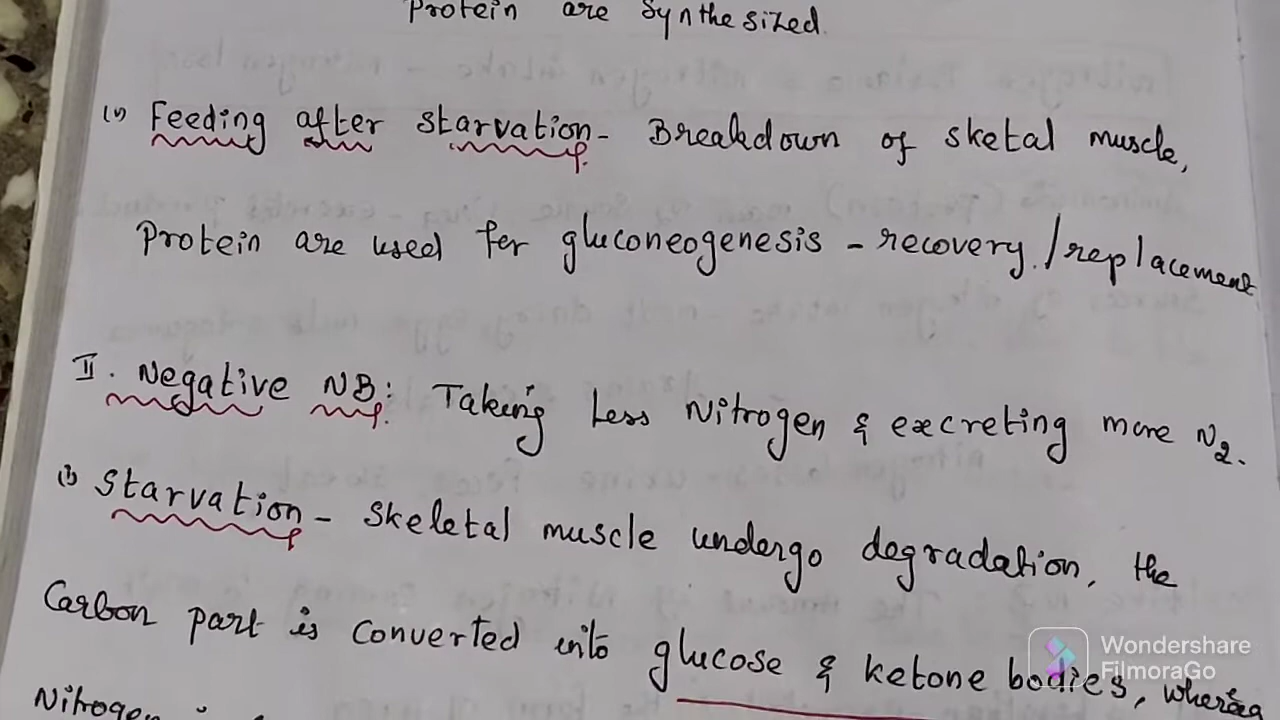 Protein are synthesized.
(v) Feeding after starvation - Breakdown of sketal muscle,
Protein are used for gluconeogenesis - recovery./replacement
II. Negative NB: Taking Less Nitrogen & excreting more N2.
(i) Starvation - skeletal muscle undergo degradation, the
Carbon part is converted into glucose & ketone bodies, whereas
Nitrogen
Wondershare
FilmoraGo